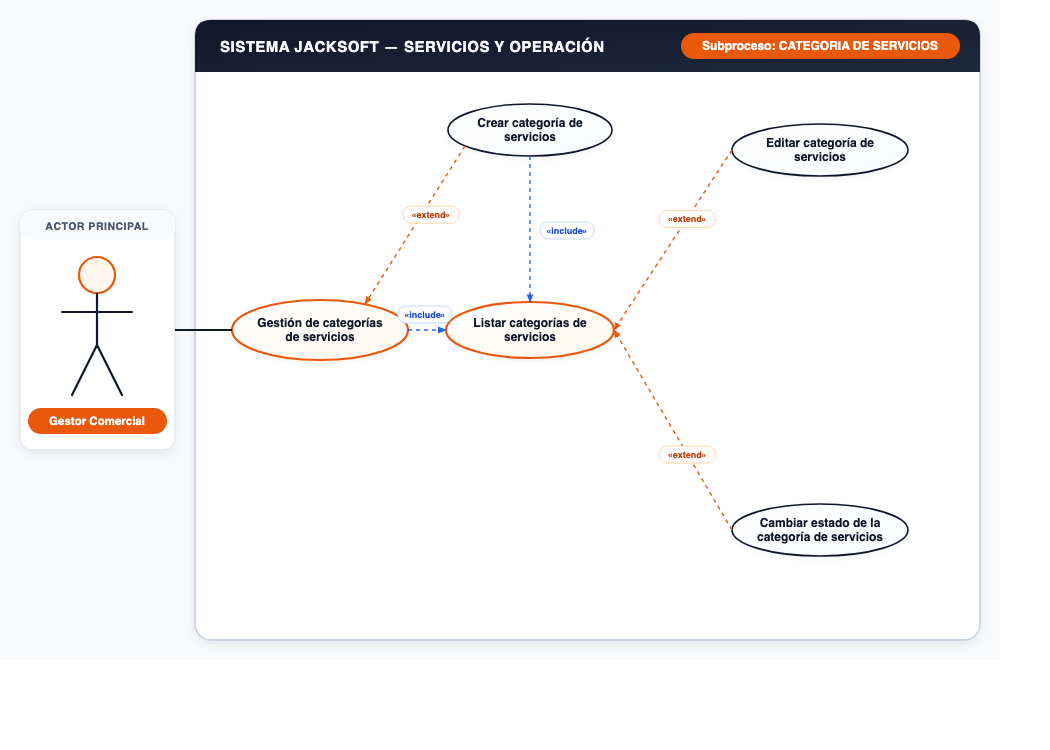 SISTEMA JACKSOFT — SERVICIOS Y OPERACIÓN
Subproceso: CATEGORIA DE SERVICIOS
Crear categoría de
servicios
Editar categoría de
servicios
«extend»
«extend»
ACTOR PRINCIPAL
«include»
«include»
Gestión de categorías
de servicios
Listar categorías de
servicios
Gestor Comercial
«extend»
Cambiar estado de la
categoría de servicios